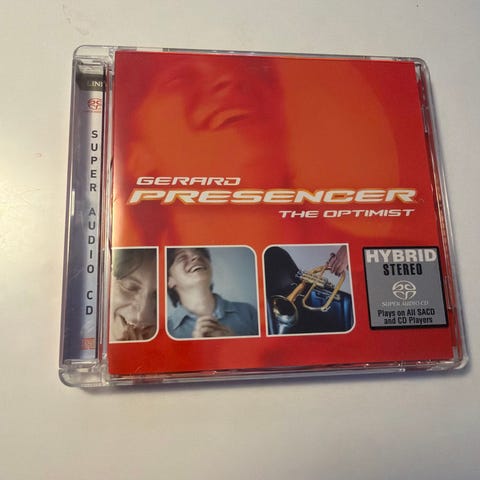 LINN
SUPER AUDIO CD
GERARD
PRESENCER
THE OPTIMIST
HYBRID
STEREO
SUPER AUDIO CD
Plays on All SACD
and CD Players